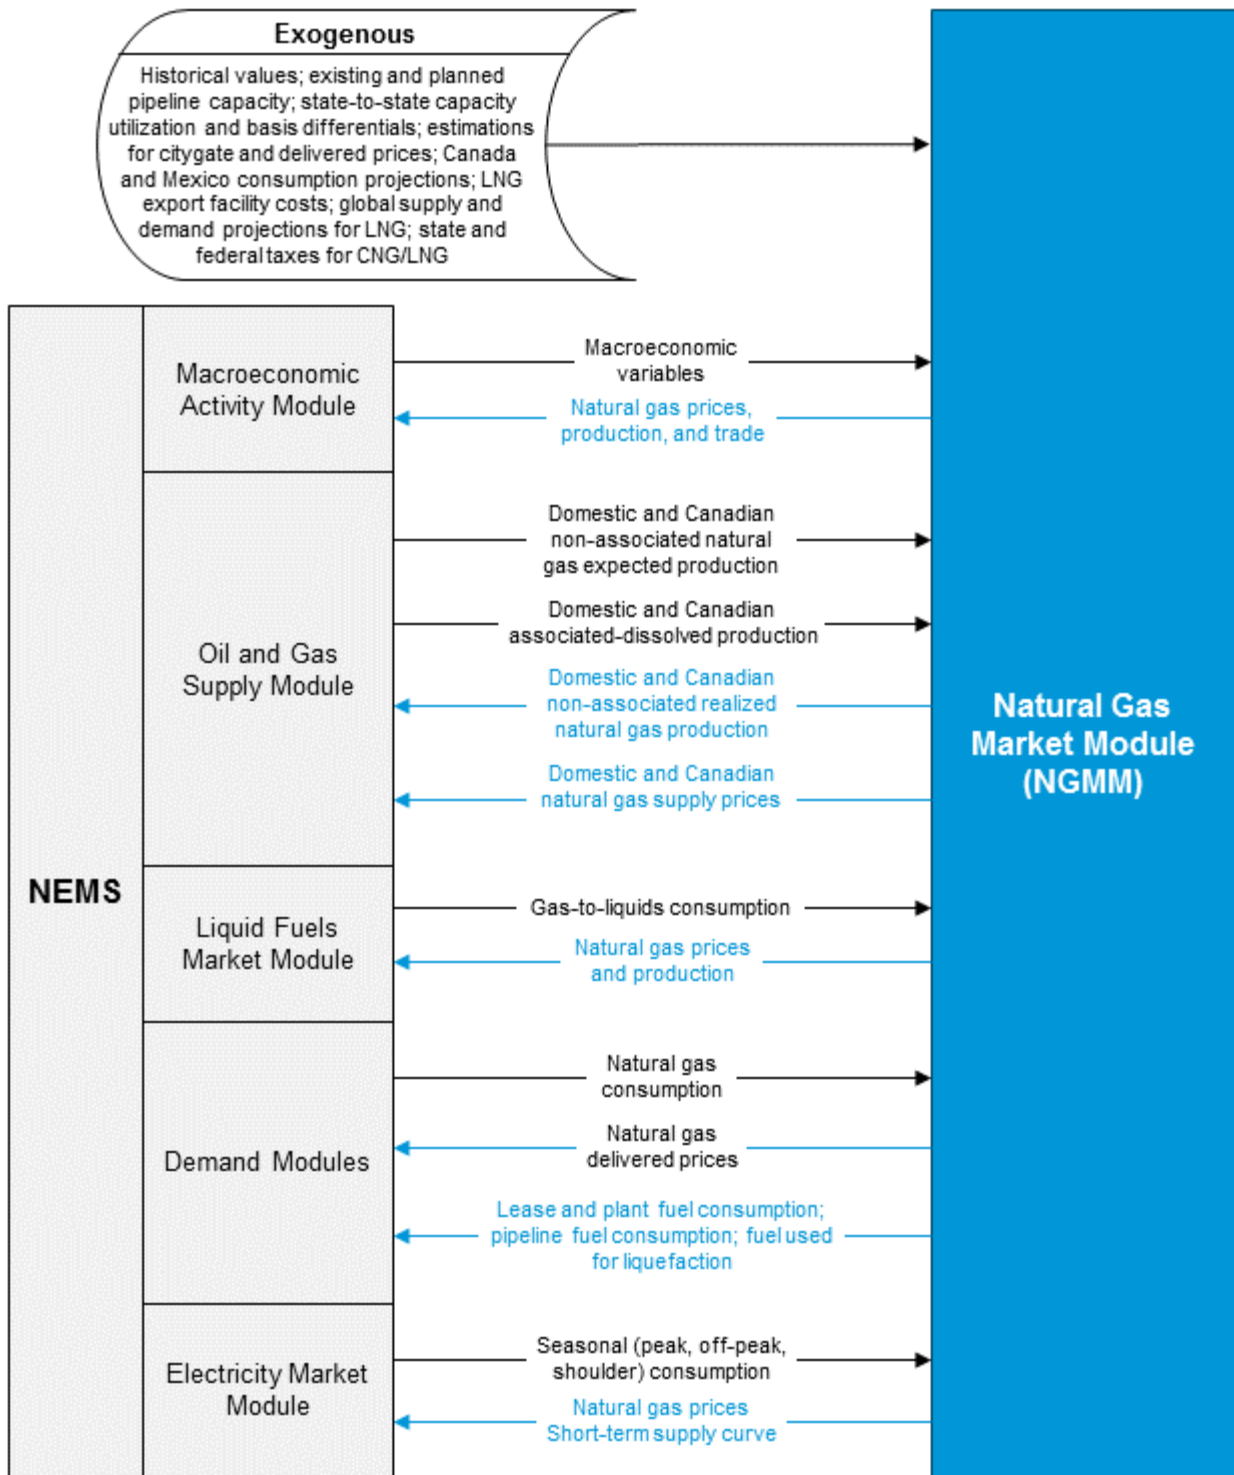 Exogenous
Historical values; existing and planned
pipeline capacity; state-to-state capacity
utilization and basis differentials; estimations
for citygate and delivered prices; Canada
and Mexico consumption projections; LNG
export facility costs; global supply and
demand projections for LNG; state and
federal taxes for CNG/LNG
NEMS
Macroeconomic
Activity Module
Macroeconomic
variables
Natural gas prices,
production, and trade
Oil and Gas
Supply Module
Domestic and Canadian
non-associated natural
gas expected production
Domestic and Canadian
associated-dissolved production
Domestic and Canadian
non-associated realized
natural gas production
Domestic and Canadian
natural gas supply prices
Liquid Fuels
Market Module
Gas-to-liquids consumption
Natural gas prices
and production
Demand Modules
Natural gas
consumption
Natural gas
delivered prices
Lease and plant fuel consumption;
pipeline fuel consumption; fuel used
for liquefaction
Electricity Market
Module
Seasonal (peak, off-peak,
shoulder) consumption
Natural gas prices
Short-term supply curve
Natural Gas
Market Module
(NGMM)